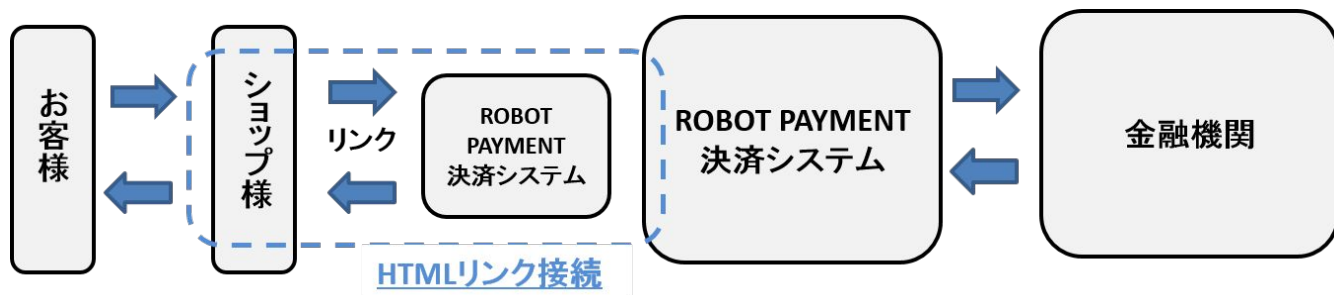 お客様
ショップ様
リンク
ROBOT
PAYMENT
決済システム
ROBOT PAYMENT
決済システム
金融機関
HTMLリンク接続